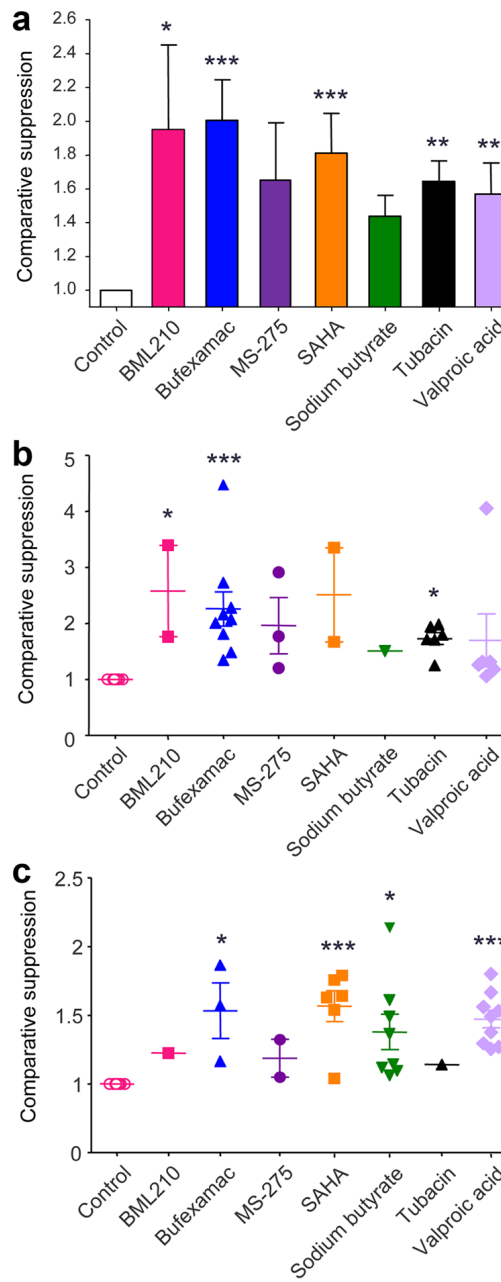 a
Comparative suppression
2.6
2.4
2.2
2.0
1.8
1.6
1.4
1.2
1.0
*
***
***
**
**
Control
BML210
Bufexamac
MS-275
SAHA
Sodium butyrate
Tubacin
Valproic acid
b
Comparative suppression
5
4
3
2
1
0
*
***
*
Control
BML210
Bufexamac
MS-275
SAHA
Sodium butyrate
Tubacin
Valproic acid
c
Comparative suppression
2.5
2
1.5
1
0
*
***
*
***
Control
BML210
Bufexamac
MS-275
SAHA
Sodium butyrate
Tubacin
Valproic acid